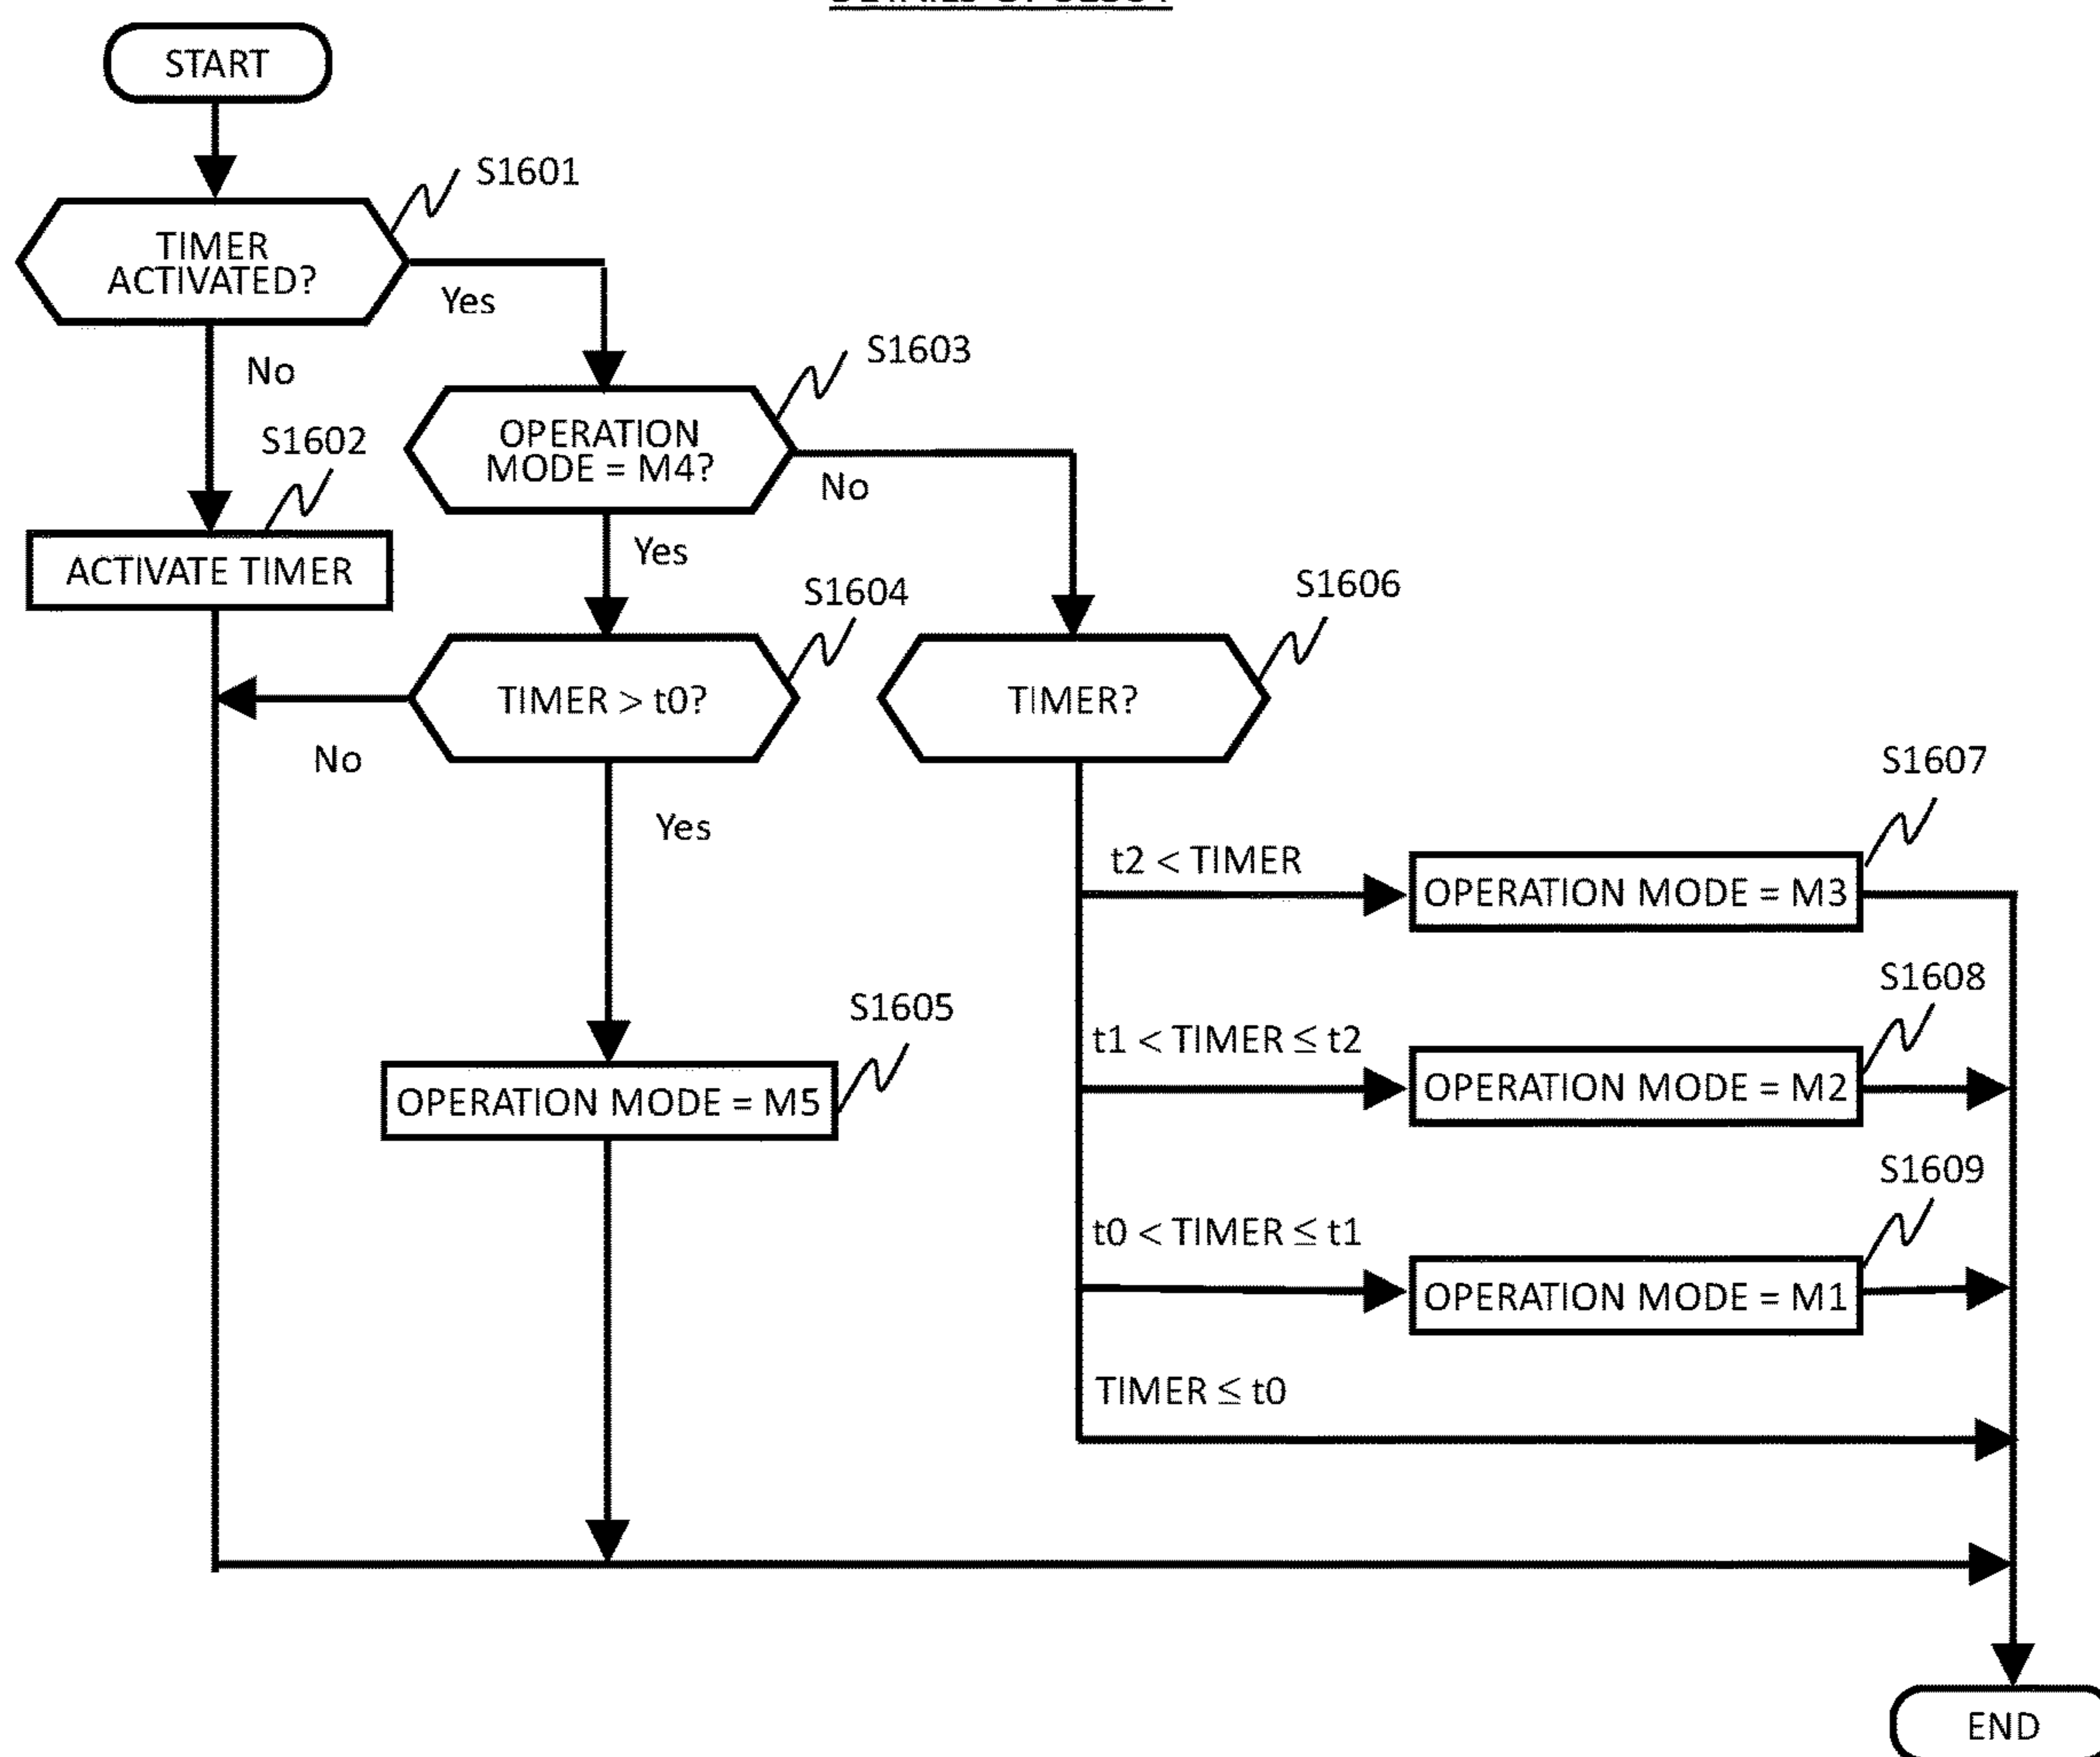 START
S1601
TIMER
ACTIVATED?
Yes
No
S1603
OPERATION
MODE = M4?
No
Yes
S1602
ACTIVATE TIMER
S1604
TIMER > t0?
No
Yes
S1606
TIMER?
S1607
t2 < TIMER
OPERATION MODE = M3
S1608
t1 < TIMER ≤ t2
OPERATION MODE = M2
S1605
OPERATION MODE = M5
S1609
t0 < TIMER ≤ t1
OPERATION MODE = M1
TIMER ≤ t0
END